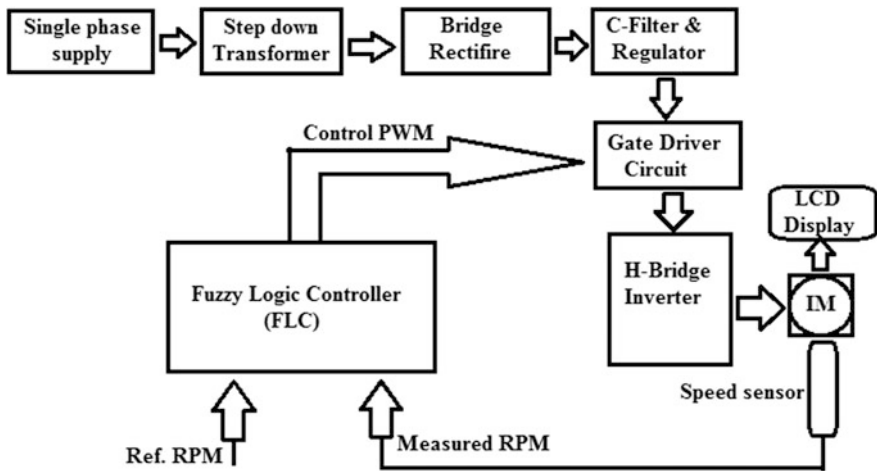 Single phase
supply
Step down
Transformer
Bridge
Rectifire
C-Filter &
Regulator
Control PWM
Gate Driver
Circuit
LCD
Display
H-Bridge
Inverter
IM
Fuzzy Logic Controller
(FLC)
Speed sensor
Ref. RPM
Measured RPM